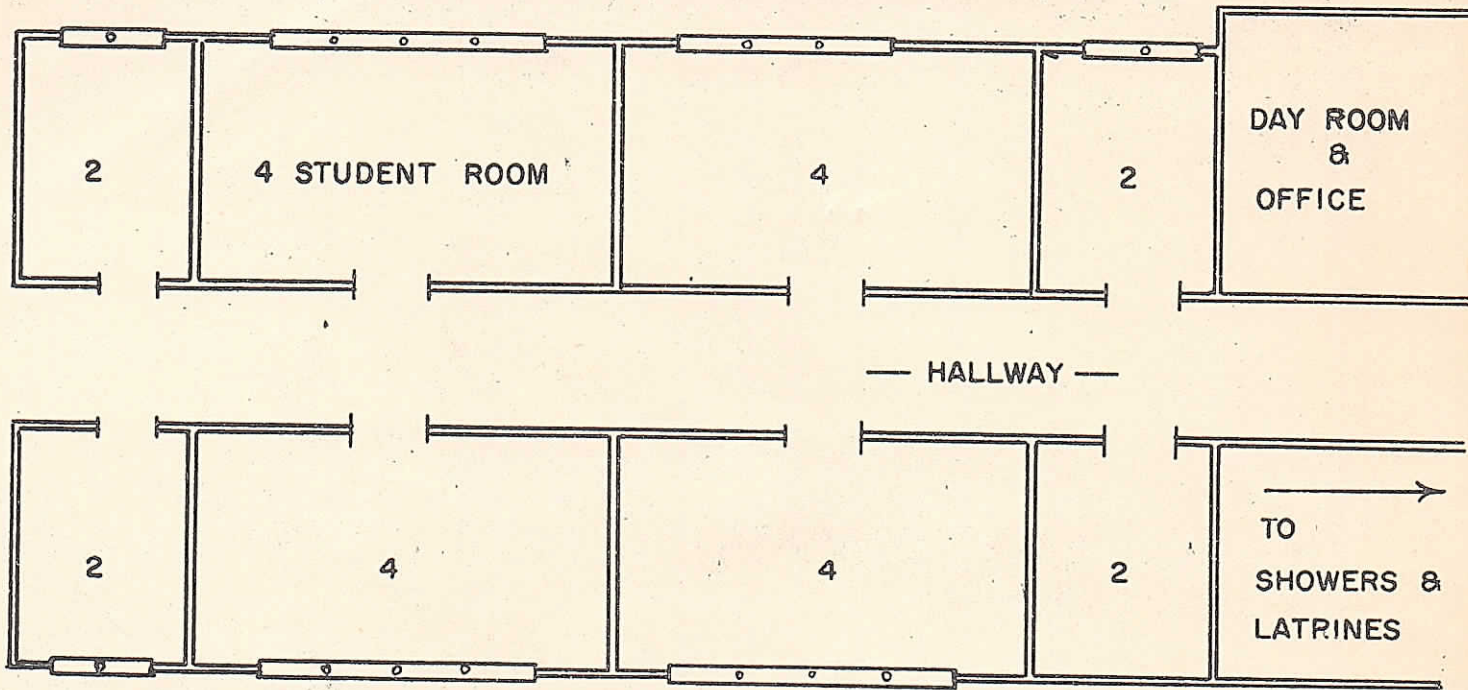 2
4 STUDENT ROOM
4
2
DAY ROOM
&
OFFICE
— HALLWAY —
2
4
4
2
TO
SHOWERS &
LATRINES